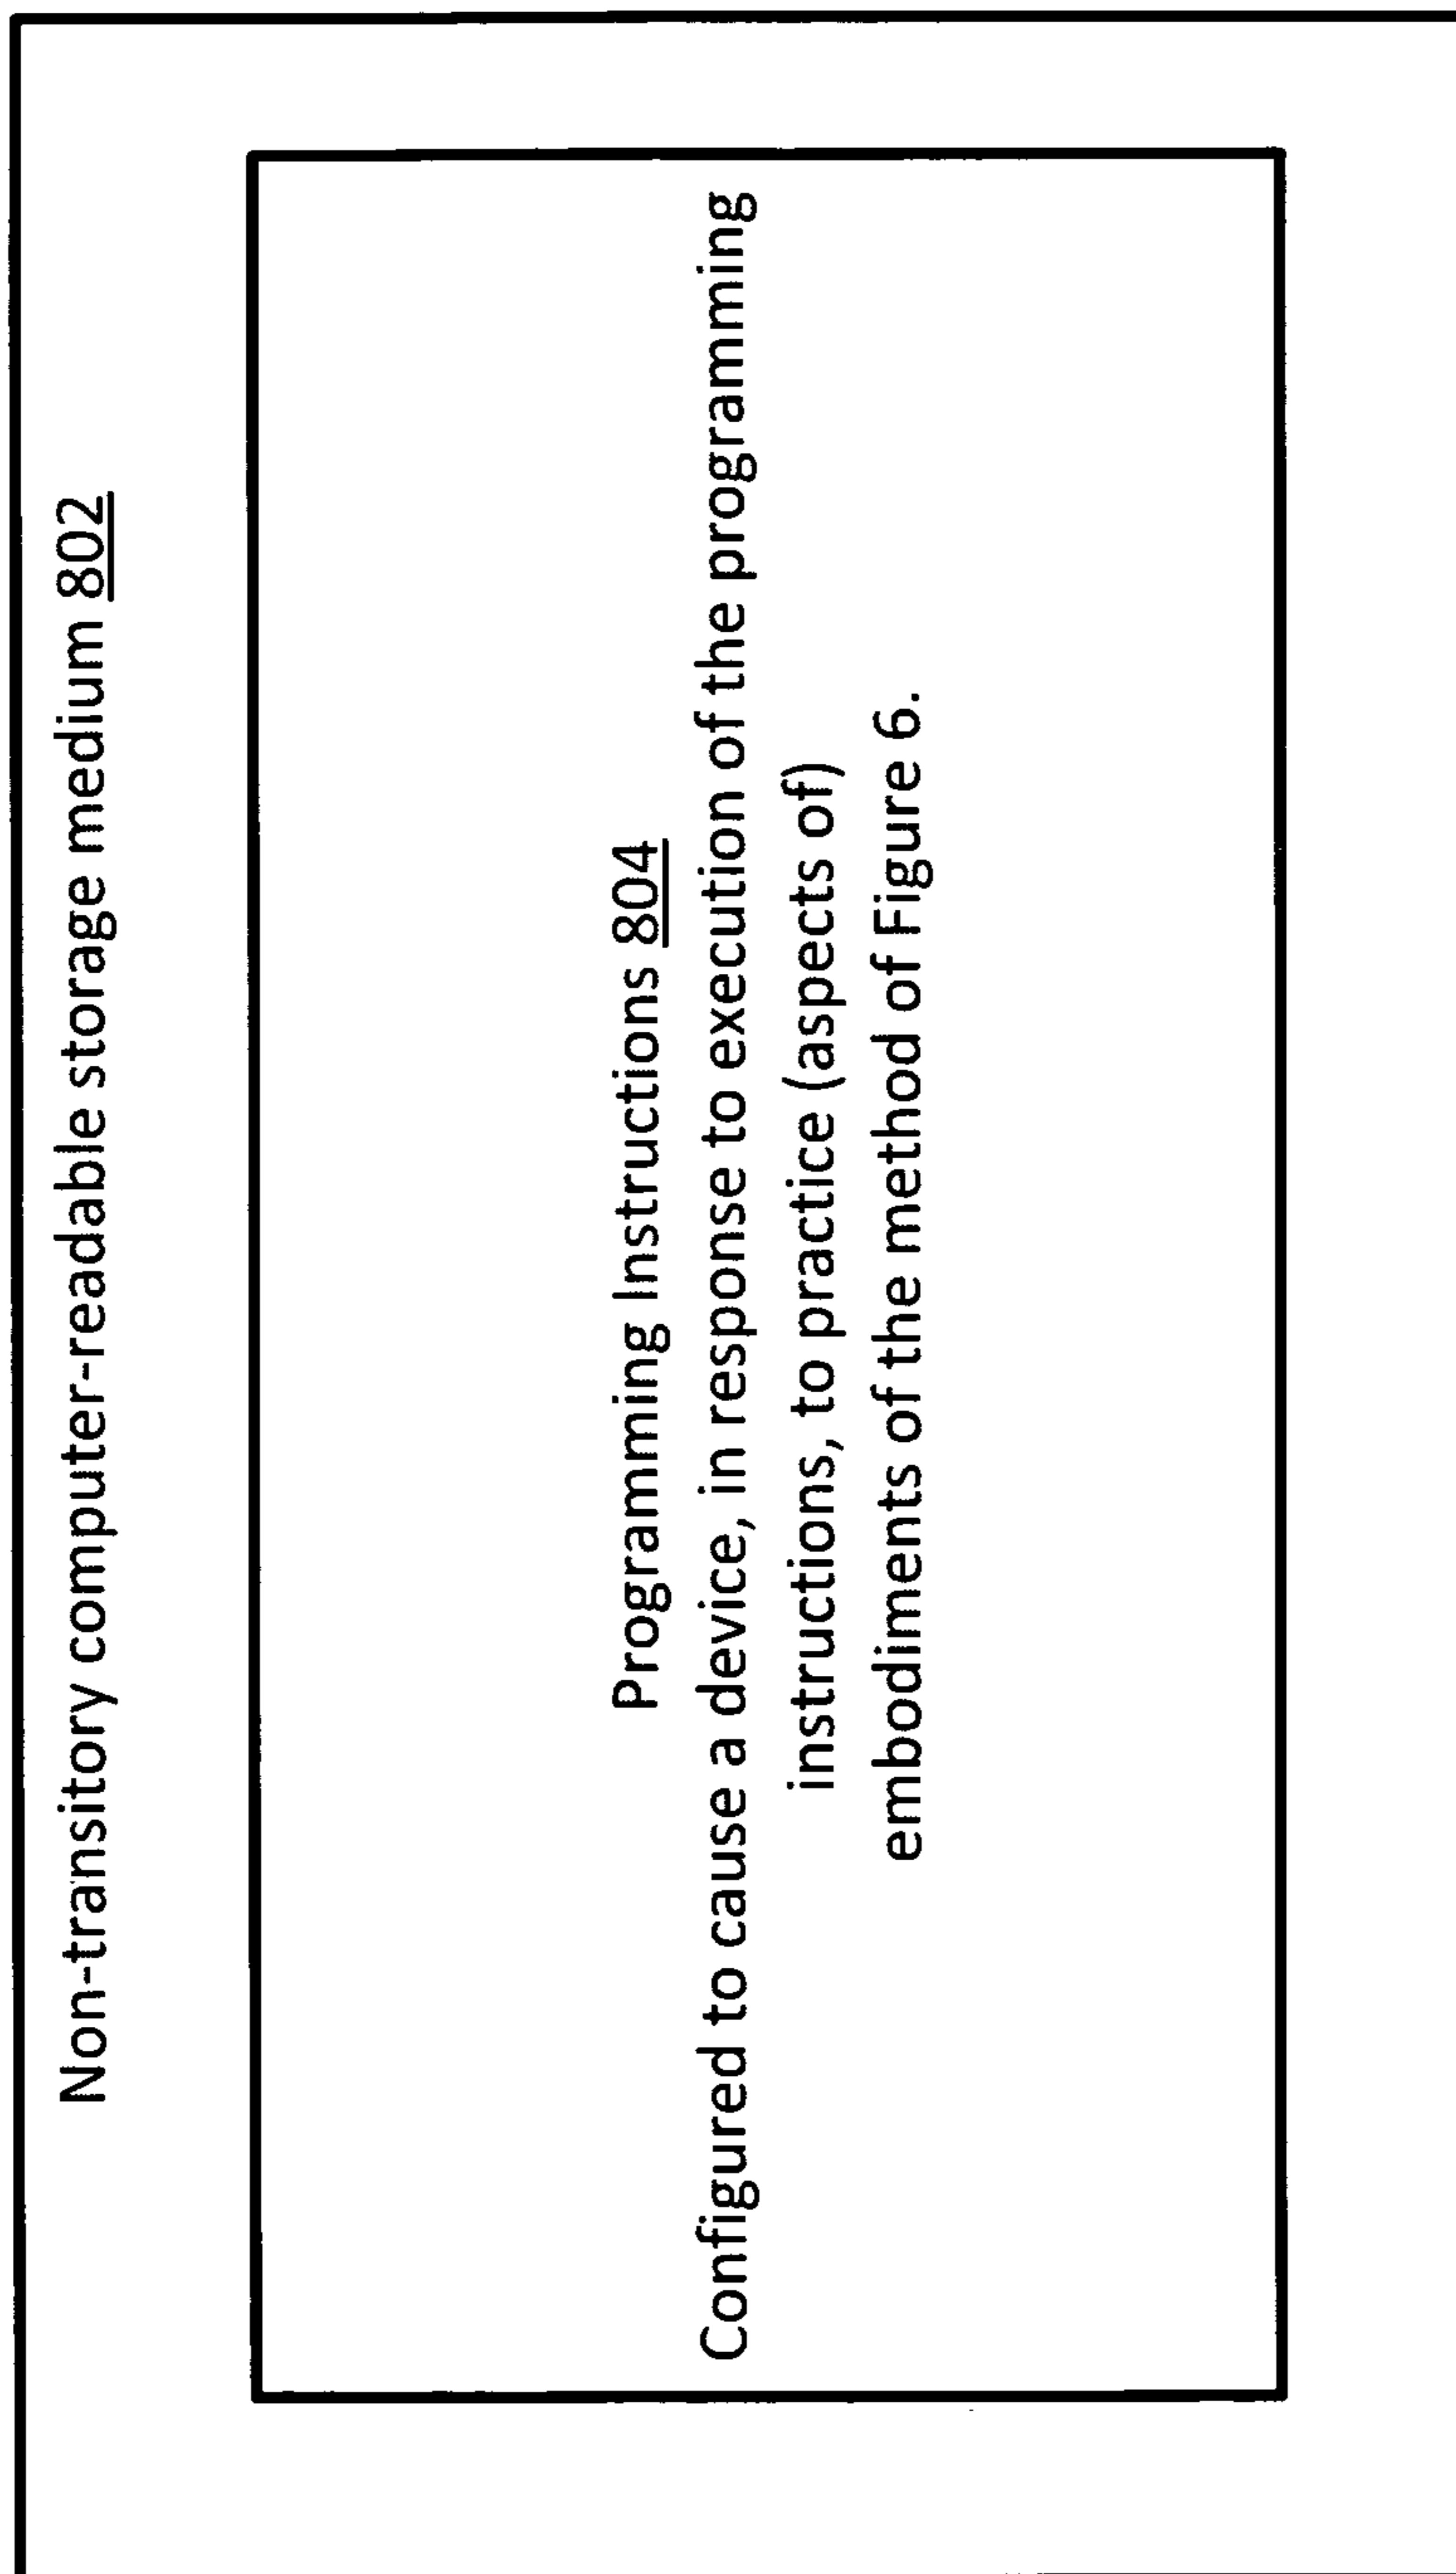 Non-transitory computer-readable storage medium 802
Programming Instructions 804
Configured to cause a device, in response to execution of the programming
instructions, to practice (aspects of)
embodiments of the method of Figure 6.